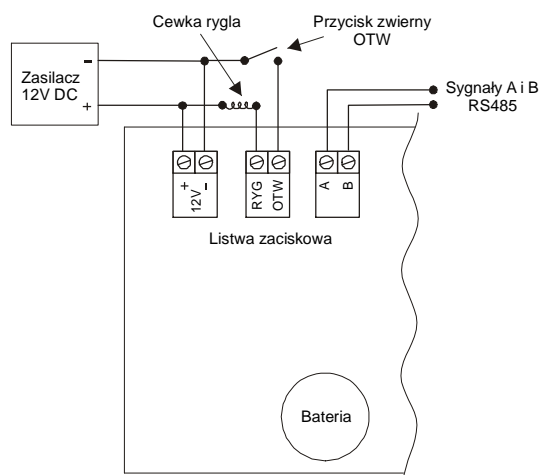 Cewka rygla
Przycisk zwierny
OTW
Zasilacz
12V DC
-
+
Sygnały A i B
RS485
+
12V
-
RYG
OTW
A
B
Listwa zaciskowa
Bateria